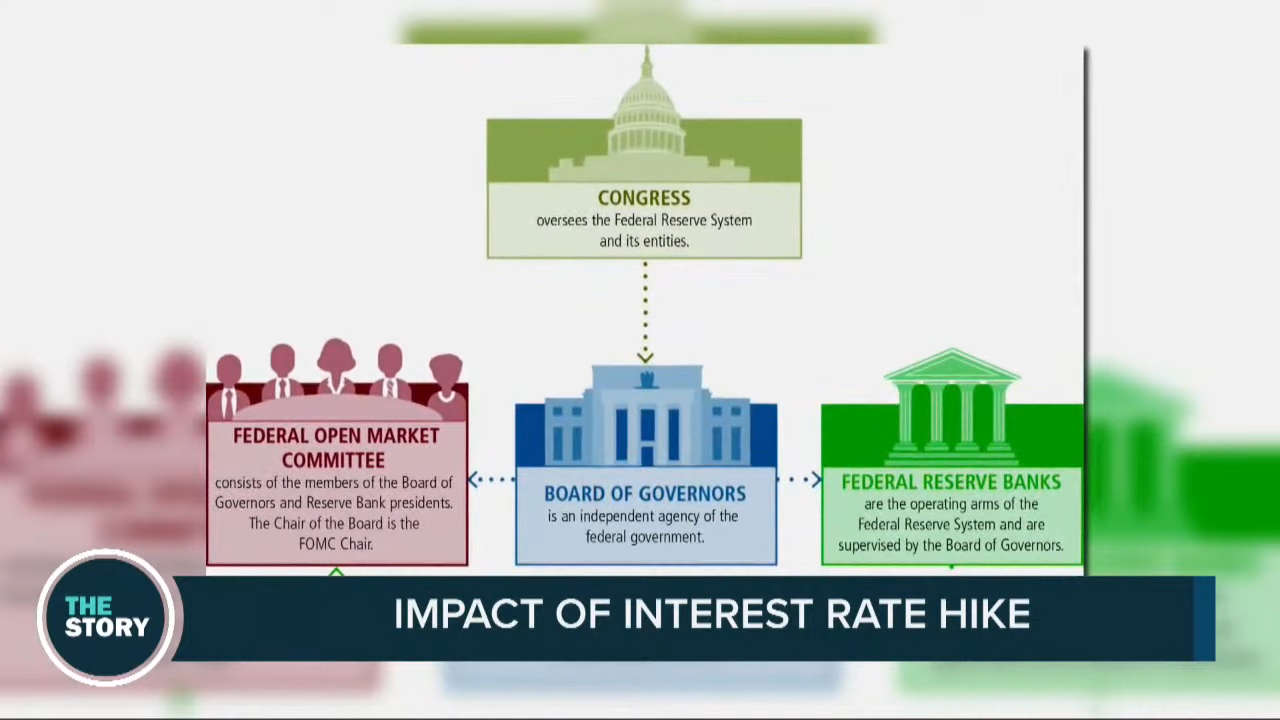 CONGRESS
oversees the Federal Reserve System
and its entities.
FEDERAL OPEN MARKET
COMMITTEE
consists of the members of the Board of
Governors and Reserve Bank presidents.
The Chair of the Board is the
FOMC Chair.
BOARD OF GOVERNORS
is an independent agency of the
federal government.
FEDERAL RESERVE BANKS
are the operating arms of the
Federal Reserve System and are
supervised by the Board of Governors.
THE
STORY
IMPACT OF INTEREST RATE HIKE